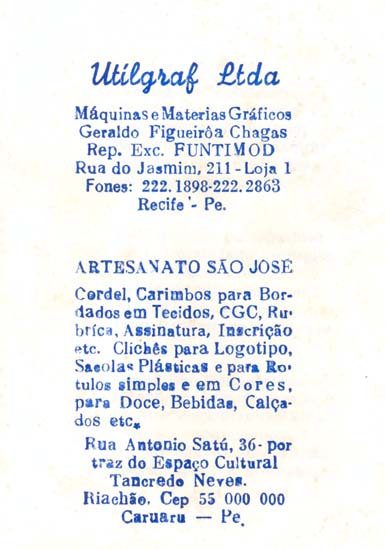 Utilgraf Ltda
Máquinas e Materias Gráficos
Geraldo Figueirôa Chagas
Rep. Exc. FUNTIMOD
Rua do Jasmim, 211 - Loja 1
Fones: 222.1898-222.2863
Recife - Pe.
ARTESANATO SÃO JOSÉ
Cordel, Carimbos para Bor-
dados em Tecidos, CGC, Ru-
brica, Assinatura, Inscrição
etc. Clichês para Logotipo,
Sacolas Plásticas e para Ro-
tulos simples e em Cores,
para Doce, Bebidas, Calça-
dos etc.
Rua Antonio Satú, 36- por
traz do Espaço Cultural
Tancredo Neves.
Riachão. Cep 55 000 000
Caruaru — Pe.